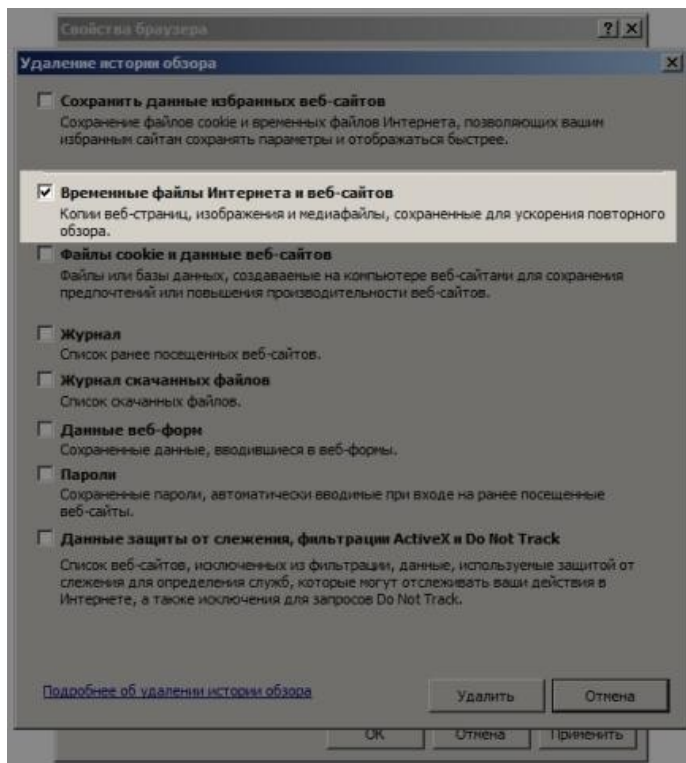 Свойства браузера
Удаление истории обзора
Сохранить данные избранных веб-сайтов
Сохранение файлов cookie и временных файлов Интернета, позволяющих вашим
избранным сайтам сохранять параметры и отображаться быстрее.
Временные файлы Интернета и веб-сайтов
Копии веб-страниц, изображения и медиафайлы, сохраненные для ускорения повторного
обзора.
Файлы cookie и данные веб-сайтов
Файлы или базы данных, создаваемые на компьютере веб-сайтами для сохранения
предпочтений или повышения производительности веб-сайтов.
Журнал
Список ранее посещенных веб-сайтов.
Журнал скачанных файлов
Список скачанных файлов.
Данные веб-форм
Сохраненные данные, вводившиеся в веб-формы.
Пароли
Сохраненные пароли, автоматически вводимые при входе на ранее посещенные
веб-сайты.
Данные защиты от слежения, фильтрации ActiveX и Do Not Track
Список веб-сайтов, исключенных из фильтрации, данные, используемые защитой от
слежения для определения служб, которые могут отслеживать ваши действия в
Интернете, а также исключения для запросов Do Not Track.
Подробнее об удалении истории обзора
Удалить
Отмена
OK
Отмена
Применить